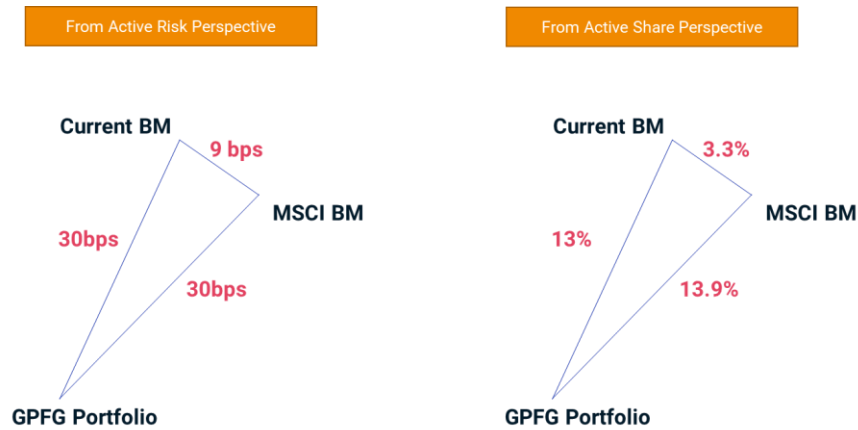 From Active Risk Perspective
Current BM
9 bps
MSCI BM
30bps
30bps
GPFG Portfolio
From Active Share Perspective
Current BM
3.3%
MSCI BM
13%
13.9%
GPFG Portfolio